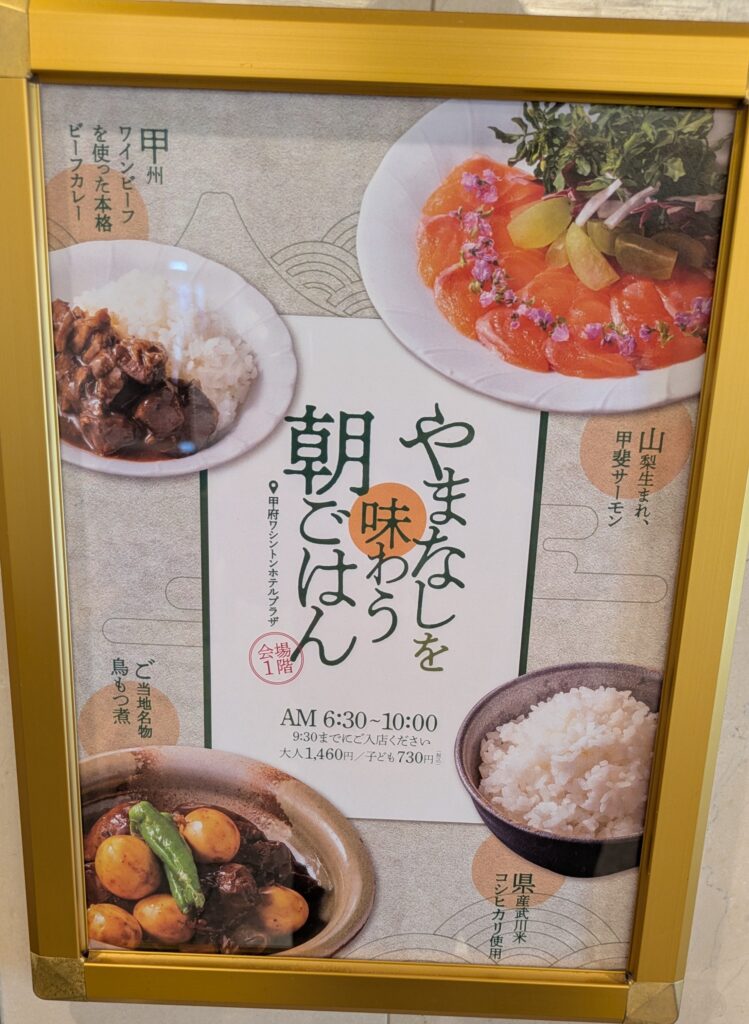 甲州
ワインビーフ
を使った本格
ビーフカレー
山梨生まれ、
甲斐サーモン
やまなしを
味わう
朝ごはん
甲府ワシントンホテルプラザ
会場
1階
AM 6:30~10:00
9:30までにご入店ください
大人1,460円/子ども730円(税込)
ご当地名物
鳥もつ煮
県産武川米
コシヒカリ使用